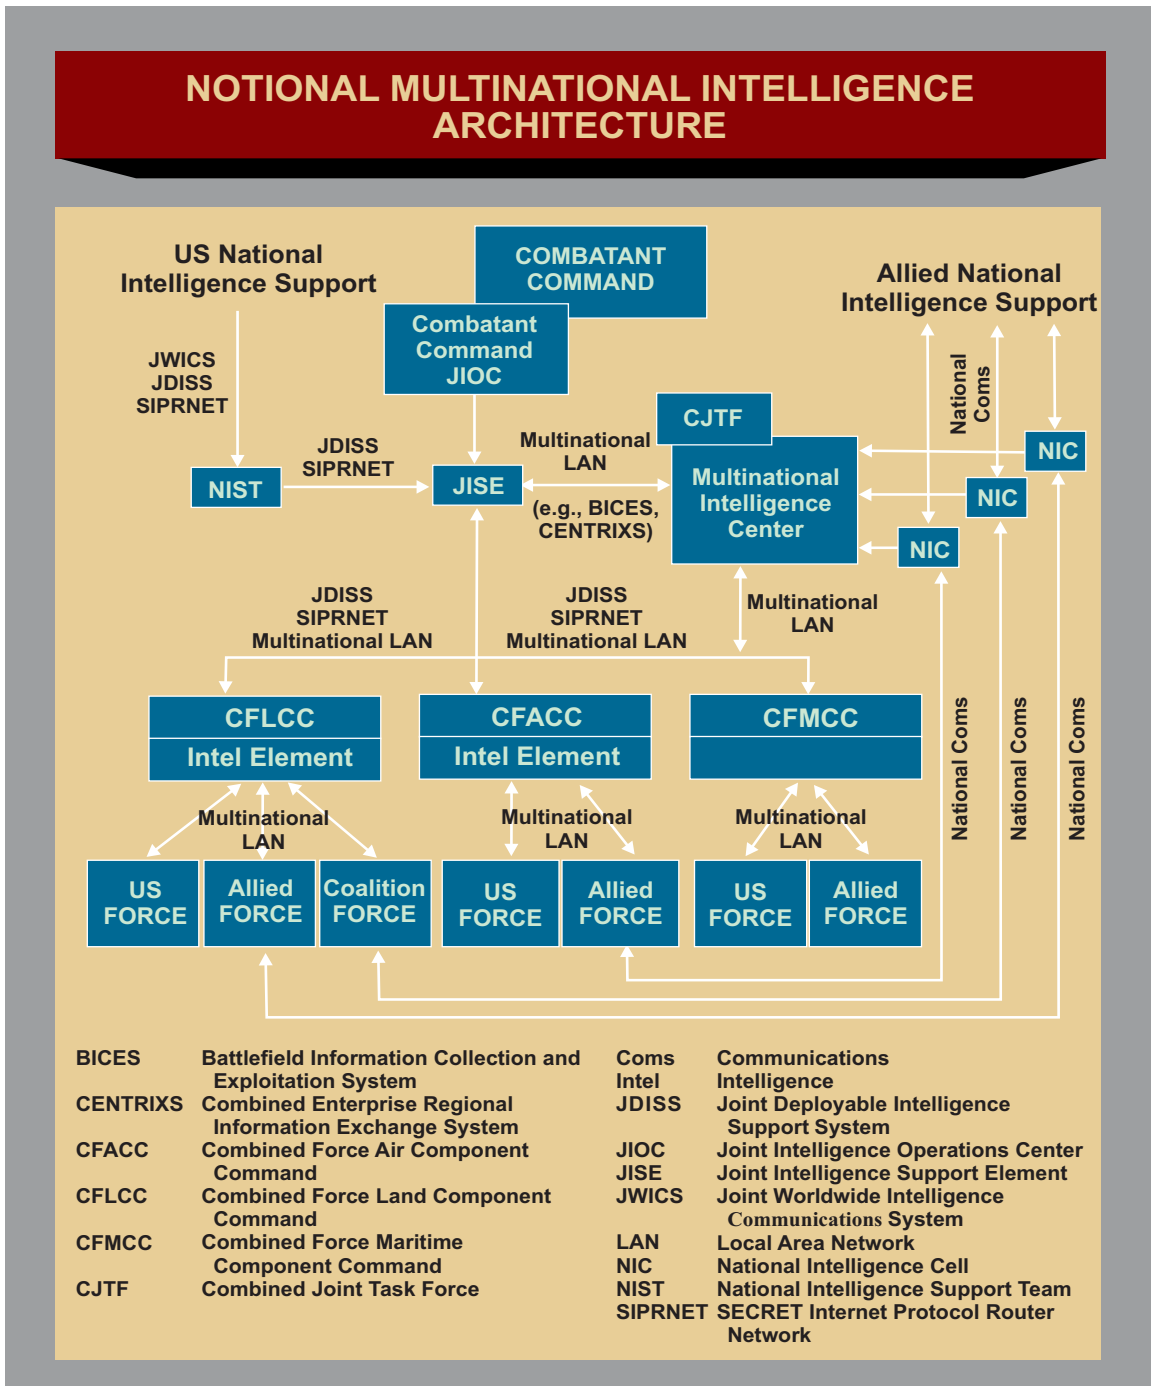 NOTIONAL MULTINATIONAL INTELLIGENCE
ARCHITECTURE
US National
Intelligence Support
COMBATANT
COMMAND
Allied National
Intelligence Support
Combatant
Command
JIOC
JWICS
JDISS
SIPRNET
National
Coms
CJTF
NIC
JDISS
SIPRNET
Multinational
LAN
NIST
JISE
Multinational
Intelligence
Center
NIC
(e.g., BICES,
CENTRIXS)
NIC
JDISS
SIPRNET
Multinational LAN
JDISS
SIPRNET
Multinational LAN
Multinational
LAN
CFLCC
Intel Element
CFACC
Intel Element
CFMCC
National Coms
National Coms
National Coms
Multinational
LAN
Multinational
LAN
Multinational
LAN
US
FORCE
Allied
FORCE
Coalition
FORCE
US
FORCE
Allied
FORCE
US
FORCE
Allied
FORCE
BICES Battlefield Information Collection and
Exploitation System
CENTRIXS Combined Enterprise Regional
Information Exchange System
CFACC Combined Force Air Component
Command
CFLCC Combined Force Land Component
Command
CFMCC Combined Force Maritime
Component Command
CJTF Combined Joint Task Force
Coms Communications
Intel Intelligence
JDISS Joint Deployable Intelligence
Support System
JIOC Joint Intelligence Operations Center
JISE Joint Intelligence Support Element
JWICS Joint Worldwide Intelligence
Communications System
LAN Local Area Network
NIC National Intelligence Cell
NIST National Intelligence Support Team
SIPRNET SECRET Internet Protocol Router
Network